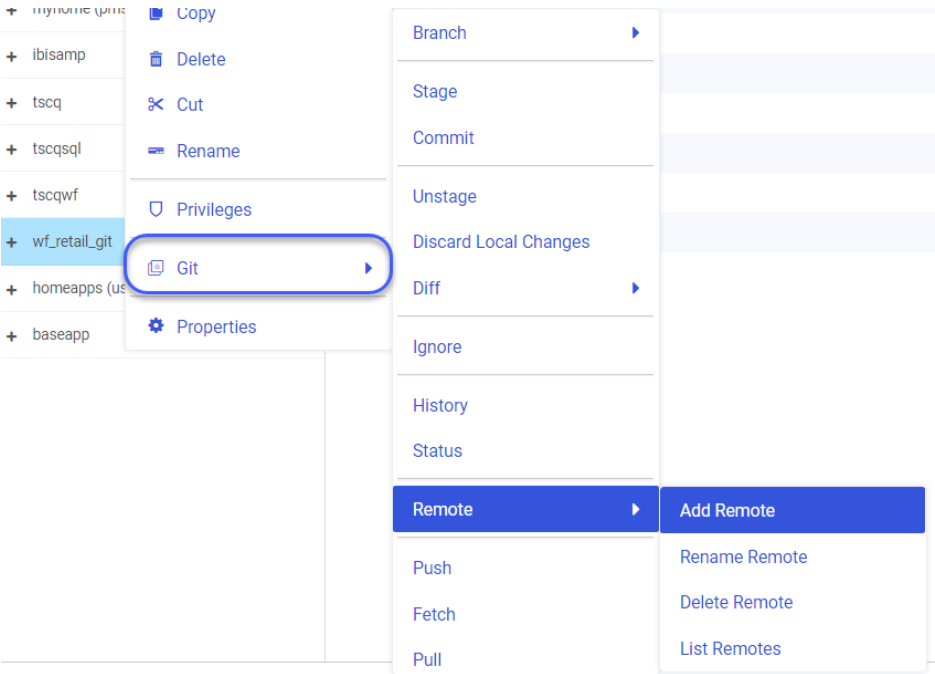 myhome (pms
ibisamp
tscq
tscqsql
tscqwf
wf_retail_git
homeapps (us
baseapp
Copy
Delete
Cut
Rename
Privileges
Git
Properties
Branch
Stage
Commit
Unstage
Discard Local Changes
Diff
Ignore
History
Status
Remote
Push
Fetch
Pull
Add Remote
Rename Remote
Delete Remote
List Remotes